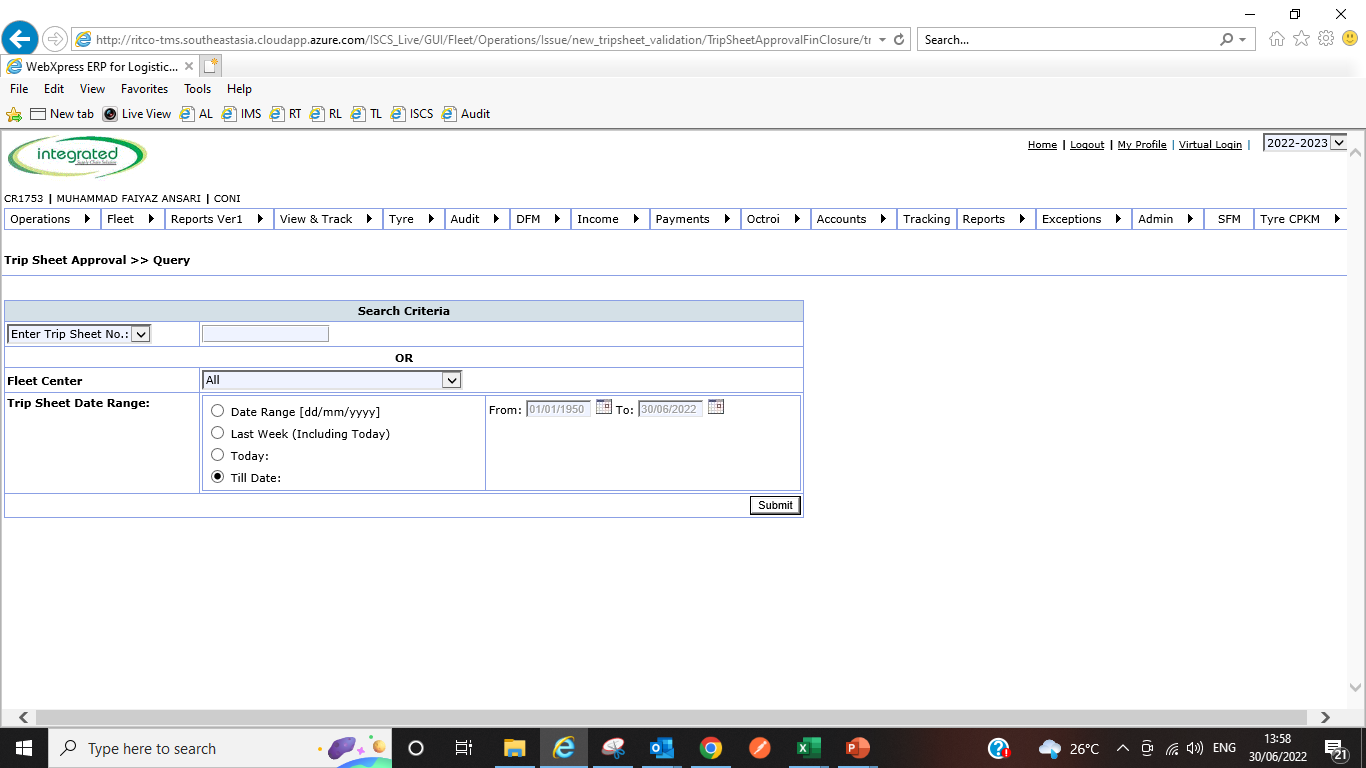 http://ritco-tms.southeastasia.cloudapp.azure.com/ISCS_Live/GUI/Fleet/Operations/Issue/new_tripsheet_validation/TripSheetApprovalFinClosure/tr
Search...
WebXpress ERP for Logistic...
File Edit View Favorites Tools Help
New tab Live View AL IMS RT RL TL ISCS Audit
integrated
Home | Logout | My Profile | Virtual Login | 2022-2023
CR1753 | MUHAMMAD FAIYAZ ANSARI | CONI
Operations Fleet Reports Ver1 View & Track Tyre Audit DFM Income Payments Octroi Accounts Tracking Reports Exceptions Admin SFM Tyre CPKM
Trip Sheet Approval >> Query
Search Criteria
Enter Trip Sheet No.:
OR
Fleet Center All
Trip Sheet Date Range:
Date Range [dd/mm/yyyy] From: 01/01/1950 To: 30/06/2022
Last Week (Including Today)
Today:
Till Date:
Submit
Type here to search
26°C ENG
13:58
30/06/2022
21